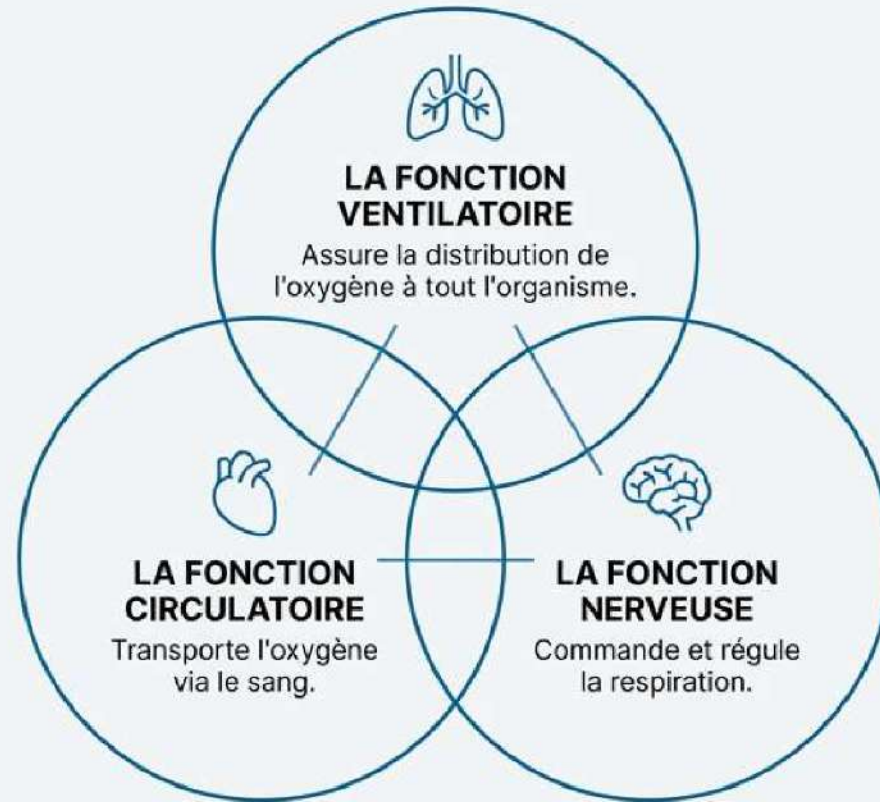 LA FONCTION
VENTILATOIRE
Assure la distribution de
l'oxygène à tout l'organisme.
LA FONCTION
CIRCULATOIRE
Transporte l'oxygène
via le sang.
LA FONCTION
NERVEUSE
Commande et régule
la respiration.